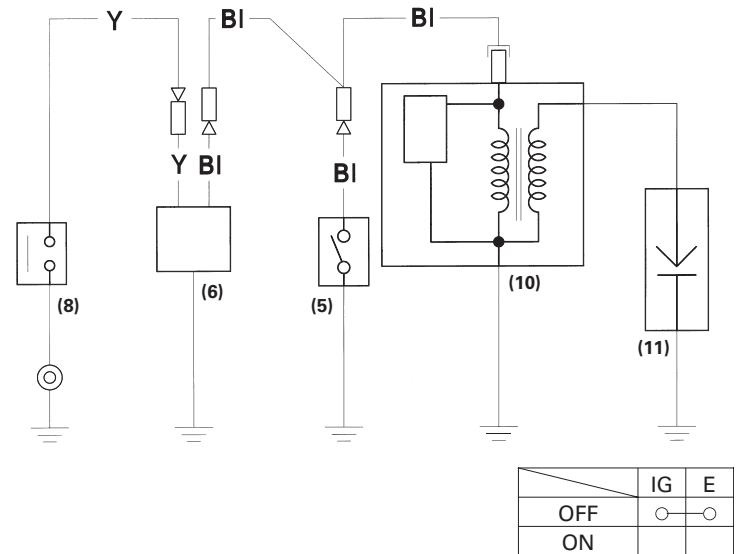 Y
Bl
Bl
Y Bl
Bl
(8)
(6)
(5)
(10)
(11)
IG E
OFF
ON